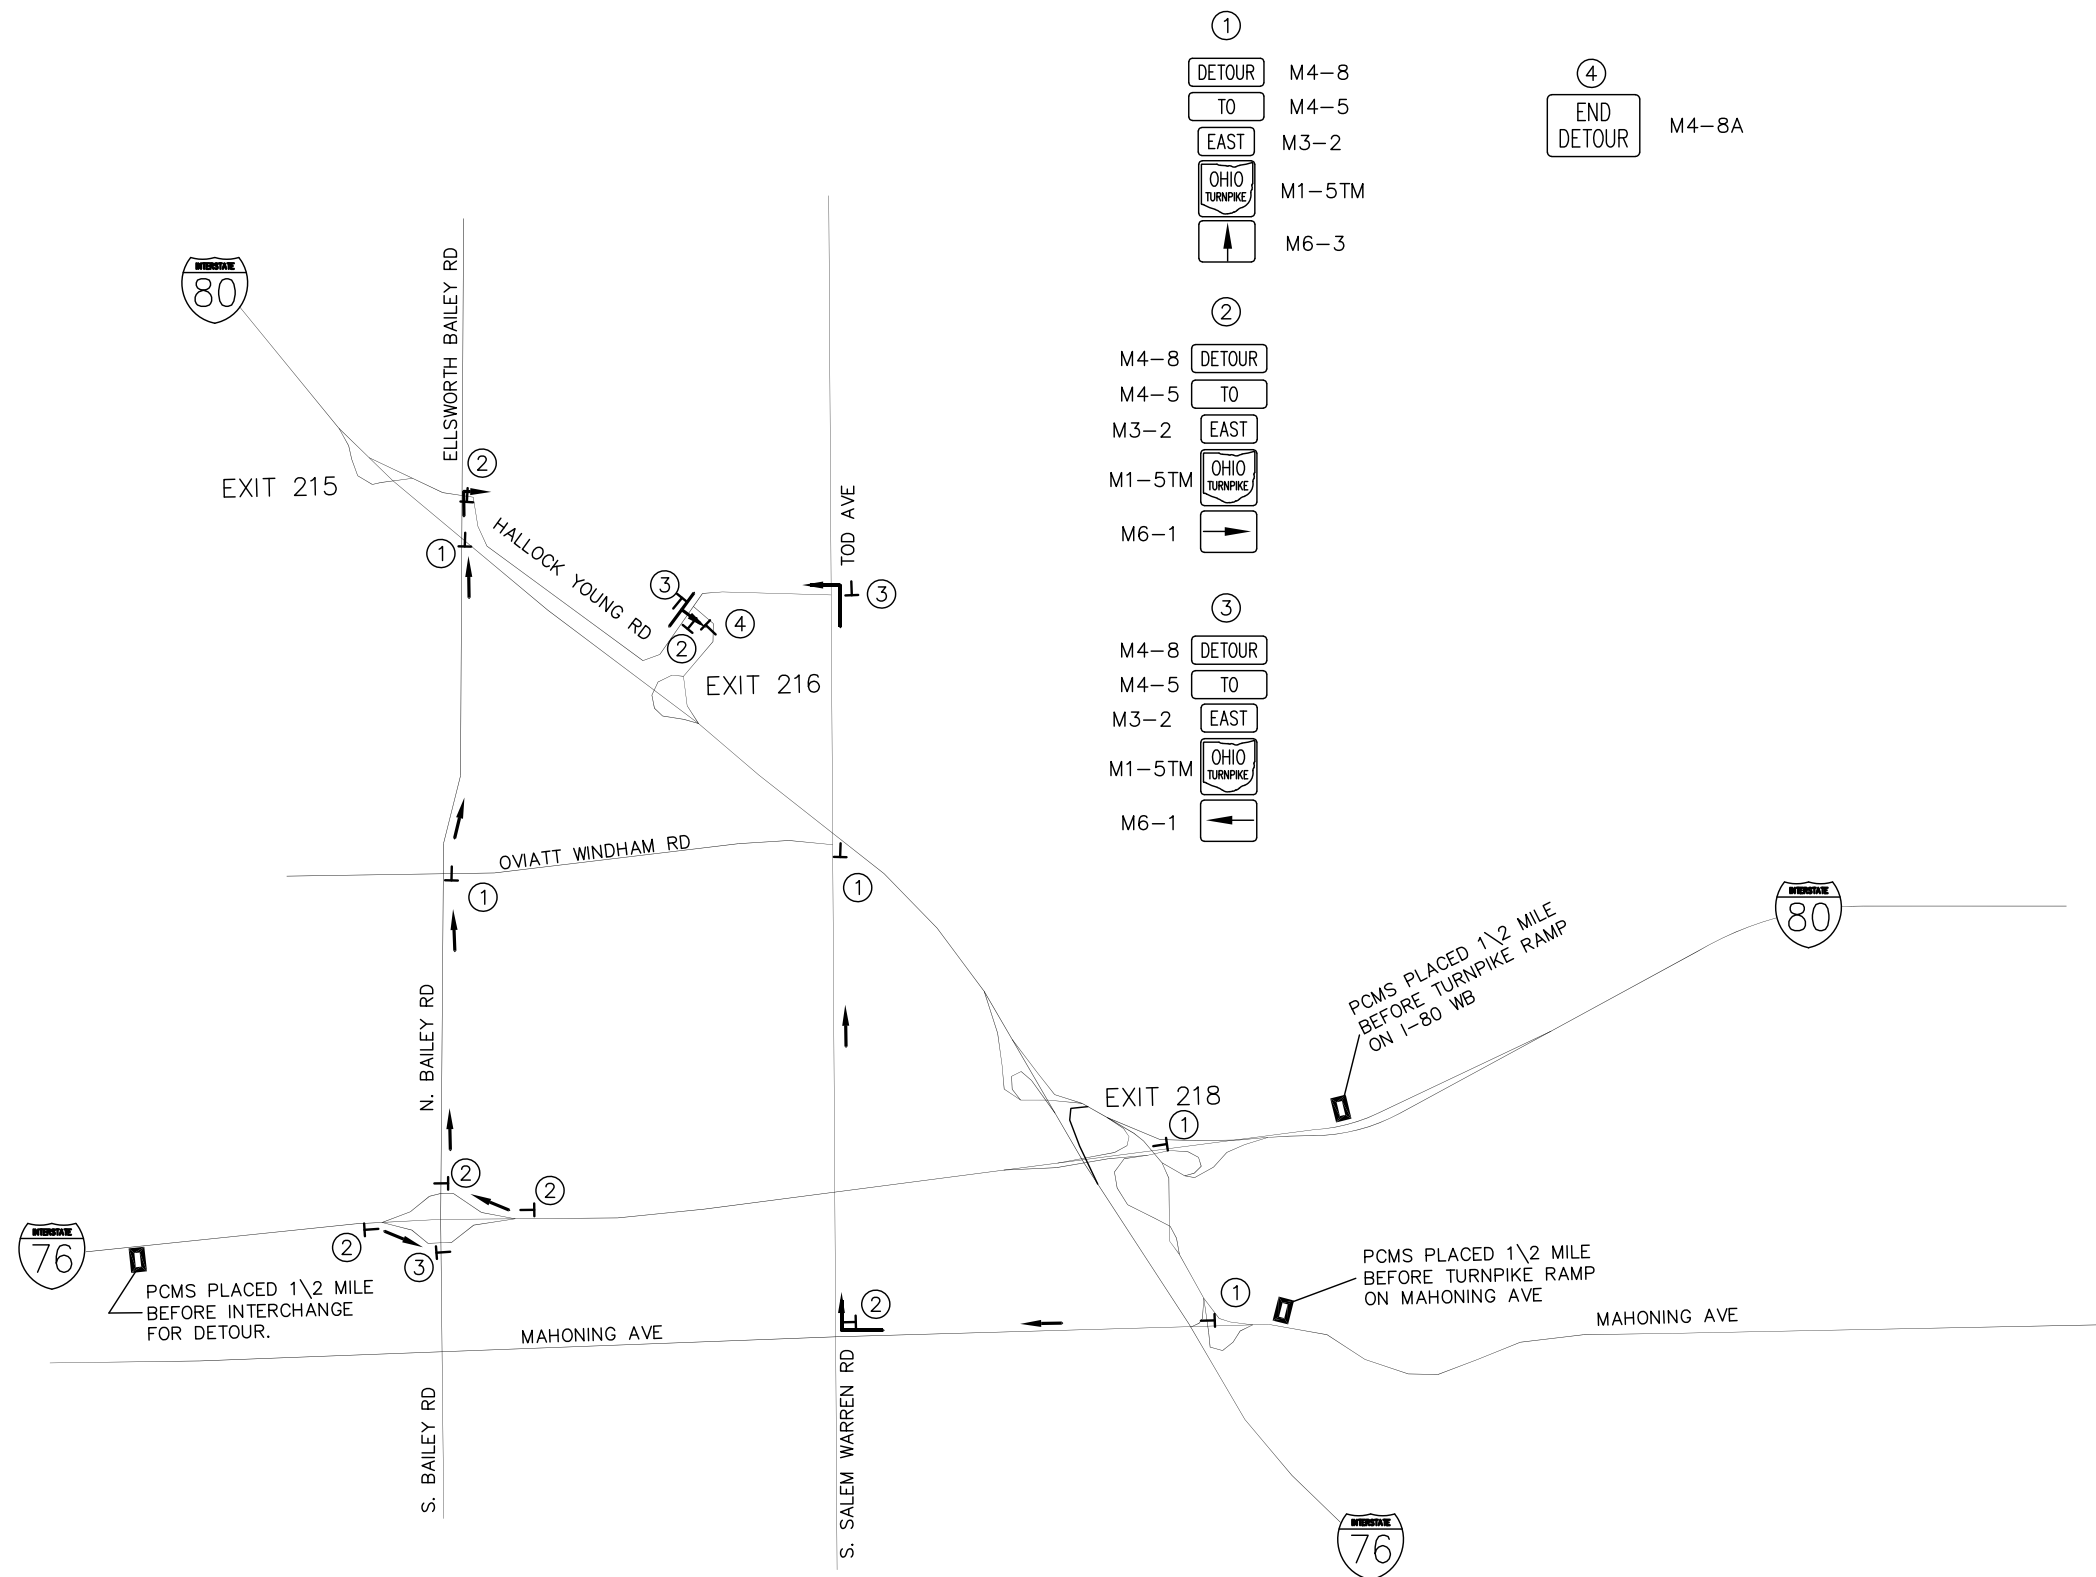 1
DETOUR M4-8
TO M4-5
EAST M3-2
OHIO
TURNPIKE
M1-5TM
M6-3
4
END
DETOUR
M4-8A
2
M4-8 DETOUR
M4-5 TO
M3-2 EAST
M1-5TM
OHIO
TURNPIKE
M6-1
3
M4-8 DETOUR
M4-5 TO
M3-2 EAST
M1-5TM
OHIO
TURNPIKE
M6-1
INTERSTATE
80
ELLSWORTH BAILEY RD
2
EXIT 215
1
HALLOCK YOUNG RD
TOD AVE
3
3
4
2
EXIT 216
OVIATT WINDHAM RD
1
1
INTERSTATE
80
PCMS PLACED 1\2 MILE
BEFORE TURNPIKE RAMP
ON I-80 WB
N. BAILEY RD
EXIT 218
1
2
2
INTERSTATE
76
2
3
PCMS PLACED 1\2 MILE
BEFORE INTERCHANGE
FOR DETOUR.
PCMS PLACED 1\2 MILE
BEFORE TURNPIKE RAMP
ON MAHONING AVE
1
2
MAHONING AVE
MAHONING AVE
S. BAILEY RD
S. SALEM WARREN RD
INTERSTATE
76